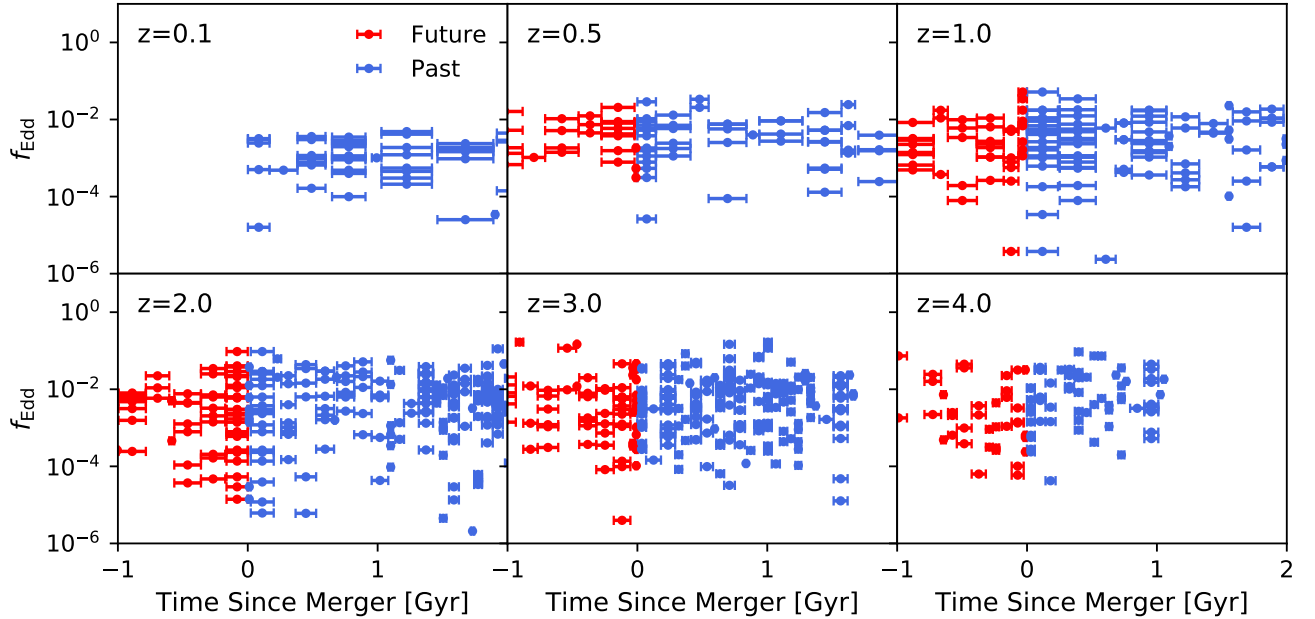 z=0.1
Future
Past
z=0.5
z=1.0
f_Edd
10^0
10^−2
10^−4
10^−6
z=2.0
z=3.0
z=4.0
f_Edd
10^0
10^−2
10^−4
10^−6
−1 0 1 −1 0 1 −1 0 1 2
Time Since Merger [Gyr] Time Since Merger [Gyr] Time Since Merger [Gyr]